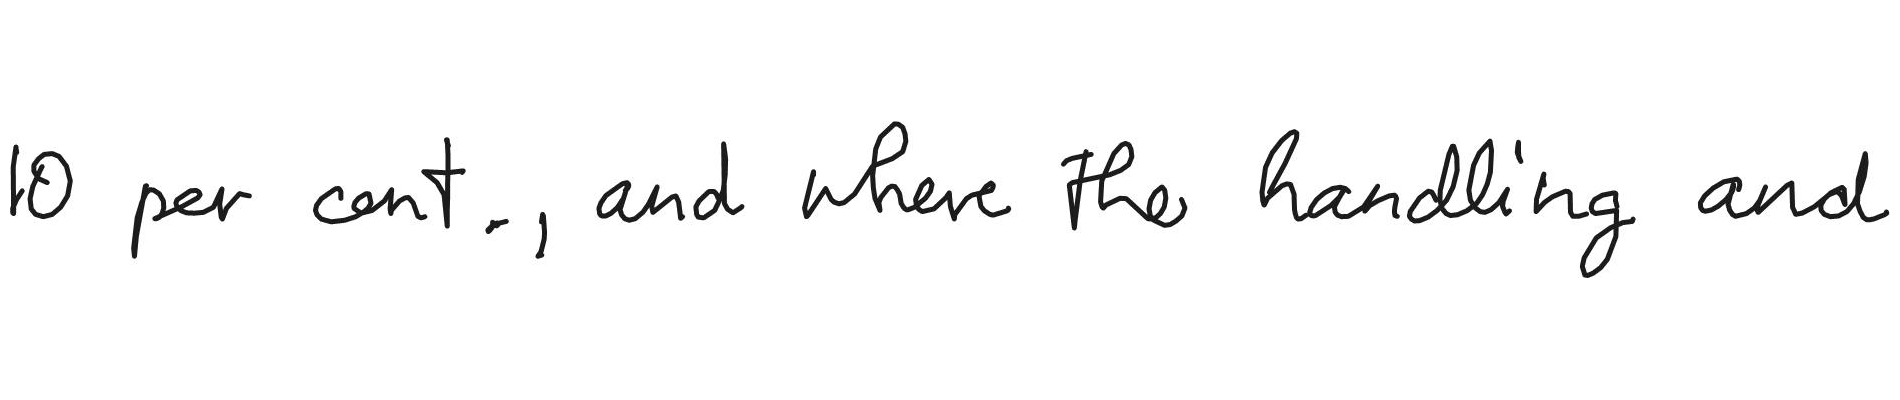 10 per cent., and where the handling and